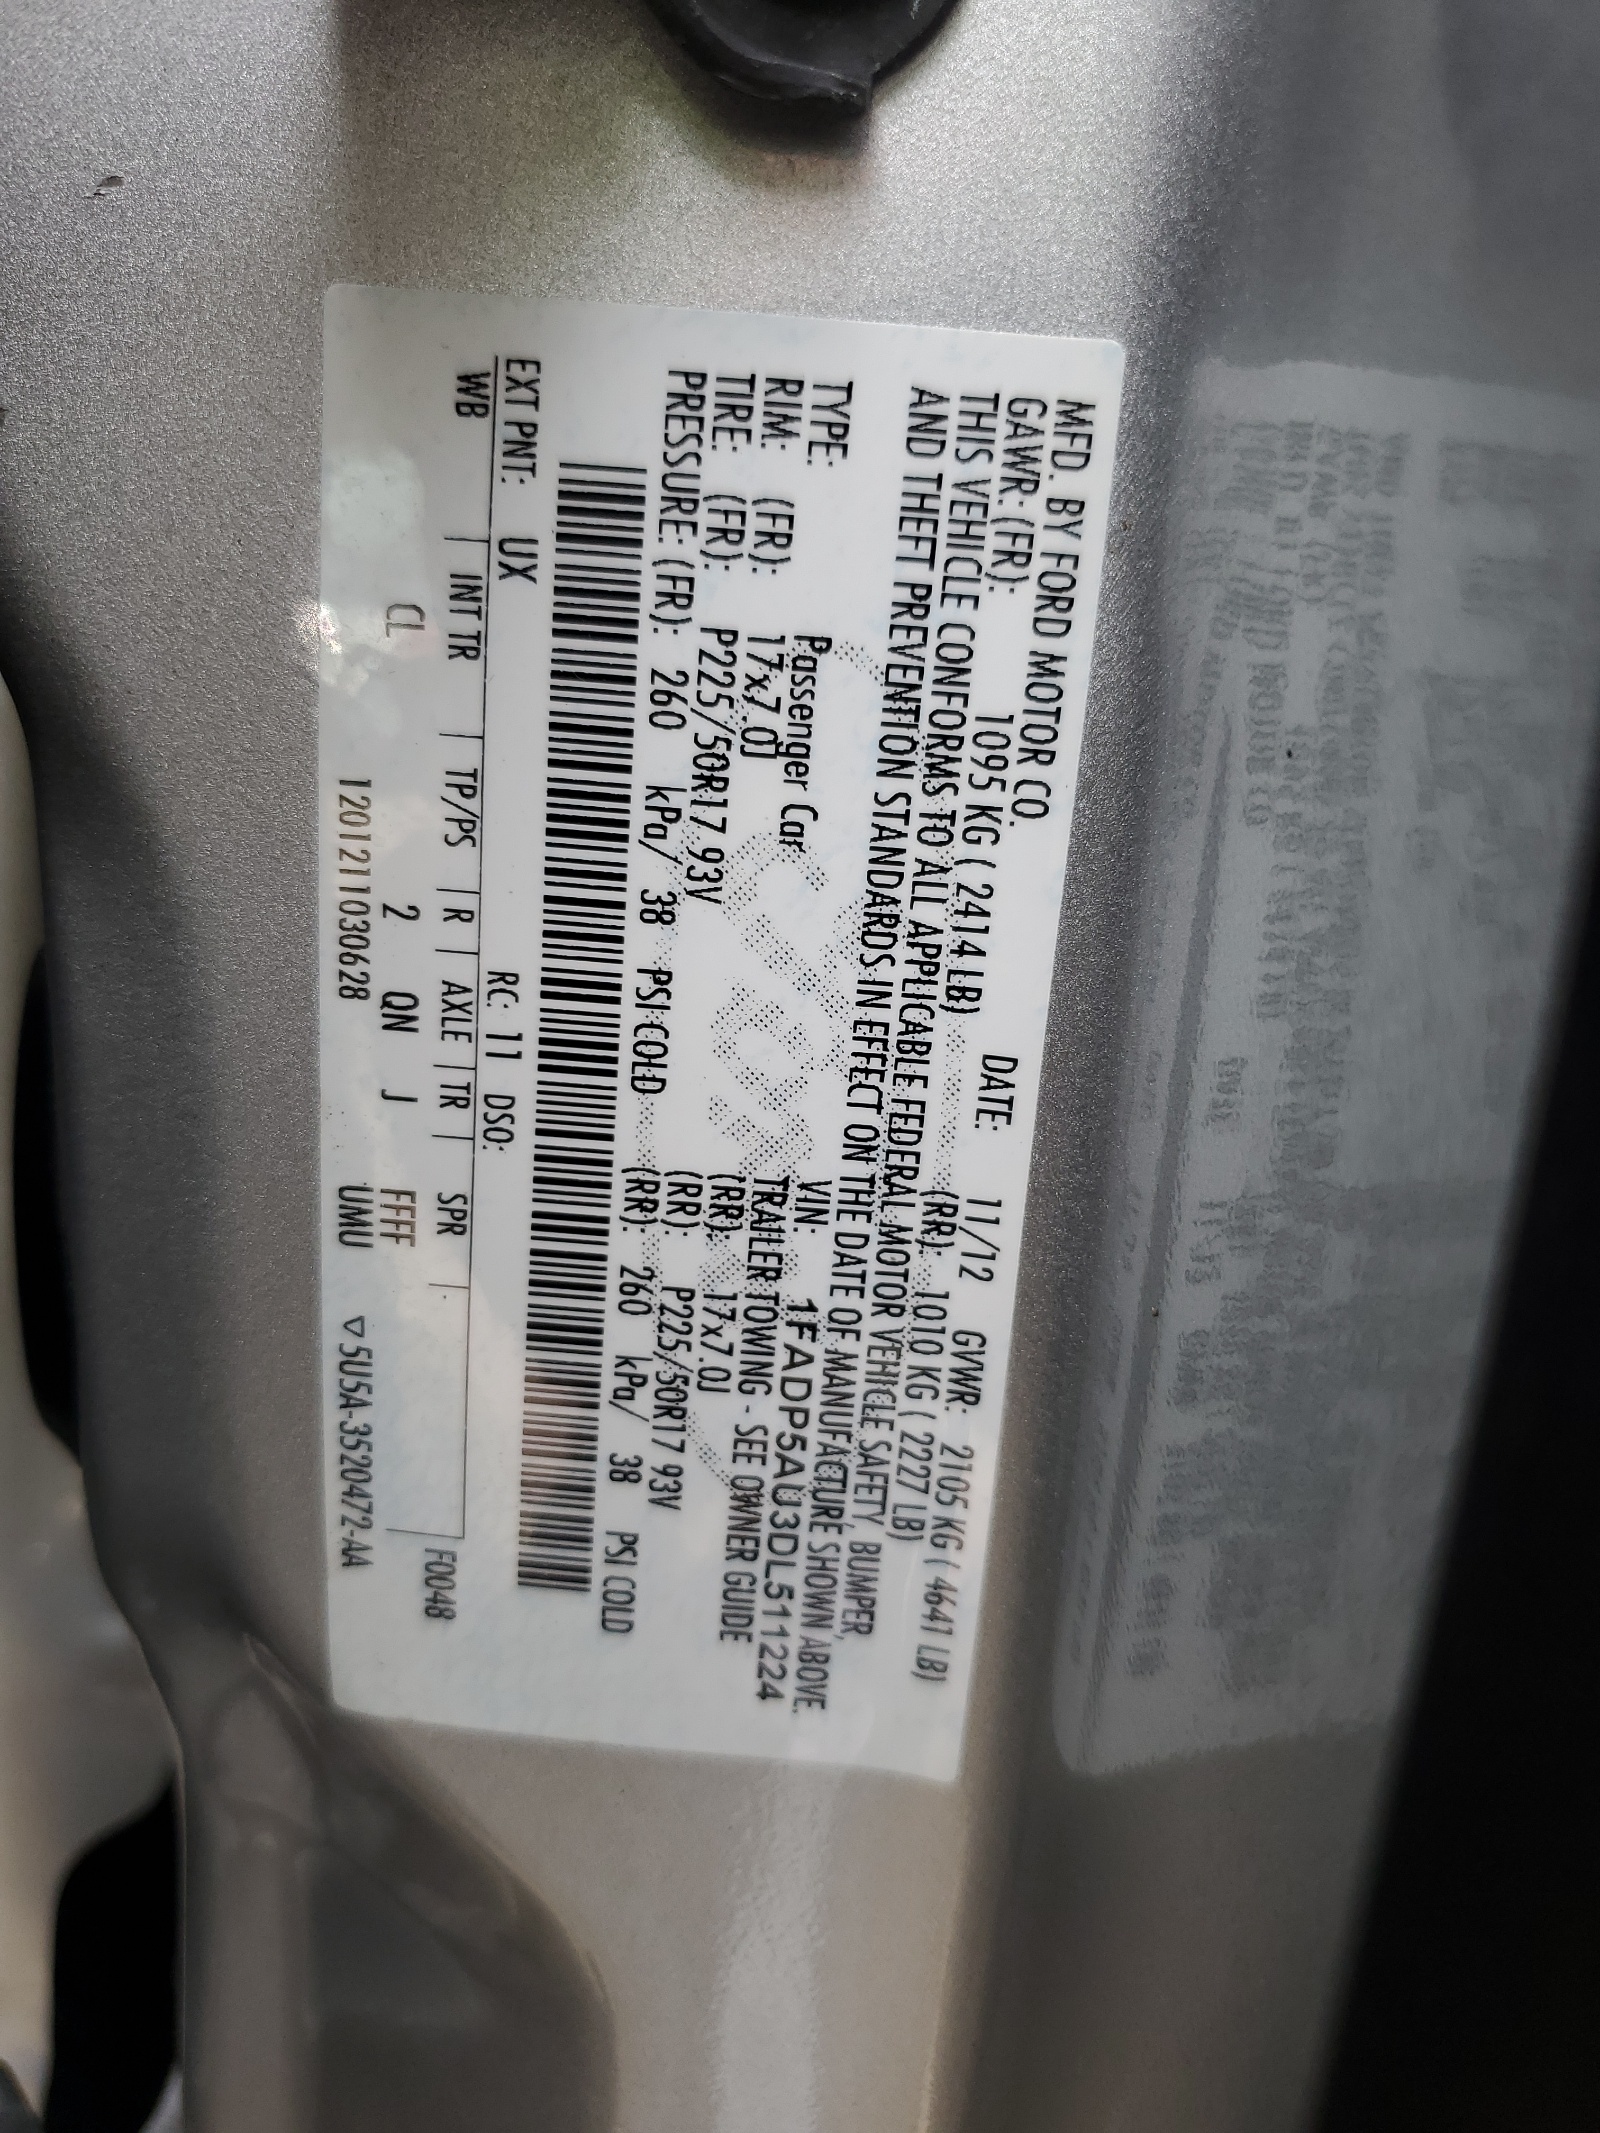 MFD. BY FORD MOTOR CO. DATE: 11/12 GVWR: 2105 KG ( 4641 LB)
GAWR: (FR): 1095 KG ( 2414 LB) (RR): 1010 KG ( 2227 LB)
THIS VEHICLE CONFORMS TO ALL APPLICABLE FEDERAL MOTOR VEHICLE SAFETY, BUMPER,
AND THEFT PREVENTION STANDARDS IN EFFECT ON THE DATE OF MANUFACTURE SHOWN ABOVE.
VIN: 1FADP5AU3DL511224
TYPE: Passenger Car TRAILER TOWING - SEE OWNER GUIDE
RIM: (FR): 17x7.0J (RR): 17x7.0J
TIRE: (FR): P225/50R17 93V (RR): P225/50R17 93V
PRESSURE: (FR): 260 kPa/ 38 PSI COLD (RR): 260 kPa/ 38 PSI COLD
EXT PNT: UX RC: 11 DSO: F0048
WB INT TR TP/PS R AXLE TR SPR
CL 2 QN J FFFF
UMU ▽5U5A-3520472-AA
1201211030628